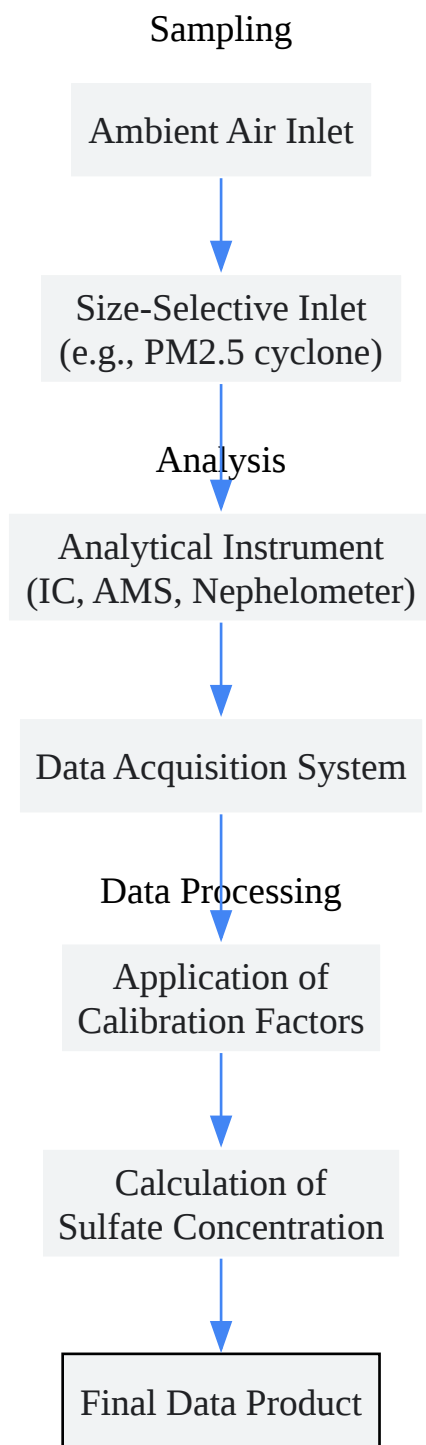 Sampling
Ambient Air Inlet
Size-Selective Inlet
(e.g., PM2.5 cyclone)
Analysis
Analytical Instrument
(IC, AMS, Nephelometer)
Data Acquisition System
Data Processing
Application of
Calibration Factors
Calculation of
Sulfate Concentration
Final Data Product